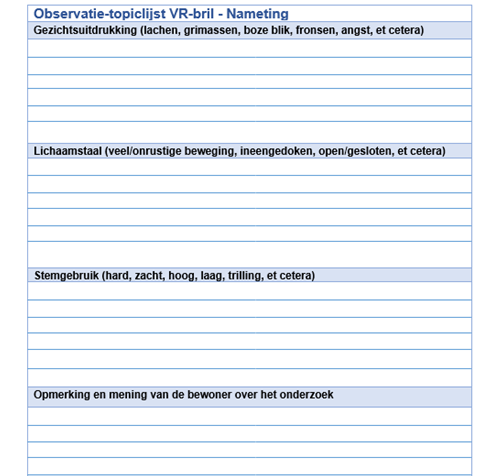 Observatie-topiclijst VR-bril - Nameting
Gezichtsuitdrukking (lachen, grimassen, boze blik, fronsen, angst, et cetera)
Lichaamstaal (veel/onrustige beweging, ineengedoken, open/gesloten, et cetera)
Stemgebruik (hard, zacht, hoog, laag, trilling, et cetera)
Opmerking en mening van de bewoner over het onderzoek